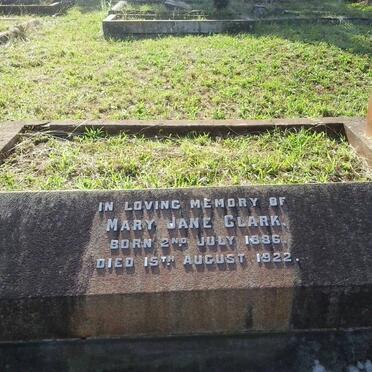 IN LOVING MEMORY OF
MARY JANE CLARK.
BORN 2ND JULY 1886.
DIED 15TH AUGUST 1922.